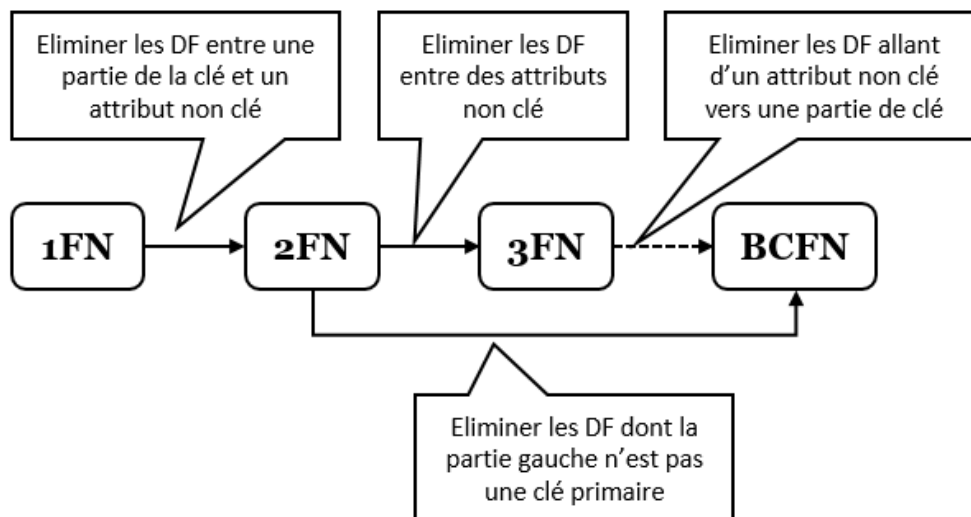 Eliminer les DF entre une
partie de la clé et un
attribut non clé
Eliminer les DF
entre des attributs
non clé
Eliminer les DF allant
d’un attribut non clé
vers une partie de clé
1FN
2FN
3FN
BCFN
Eliminer les DF dont la
partie gauche n’est pas
une clé primaire